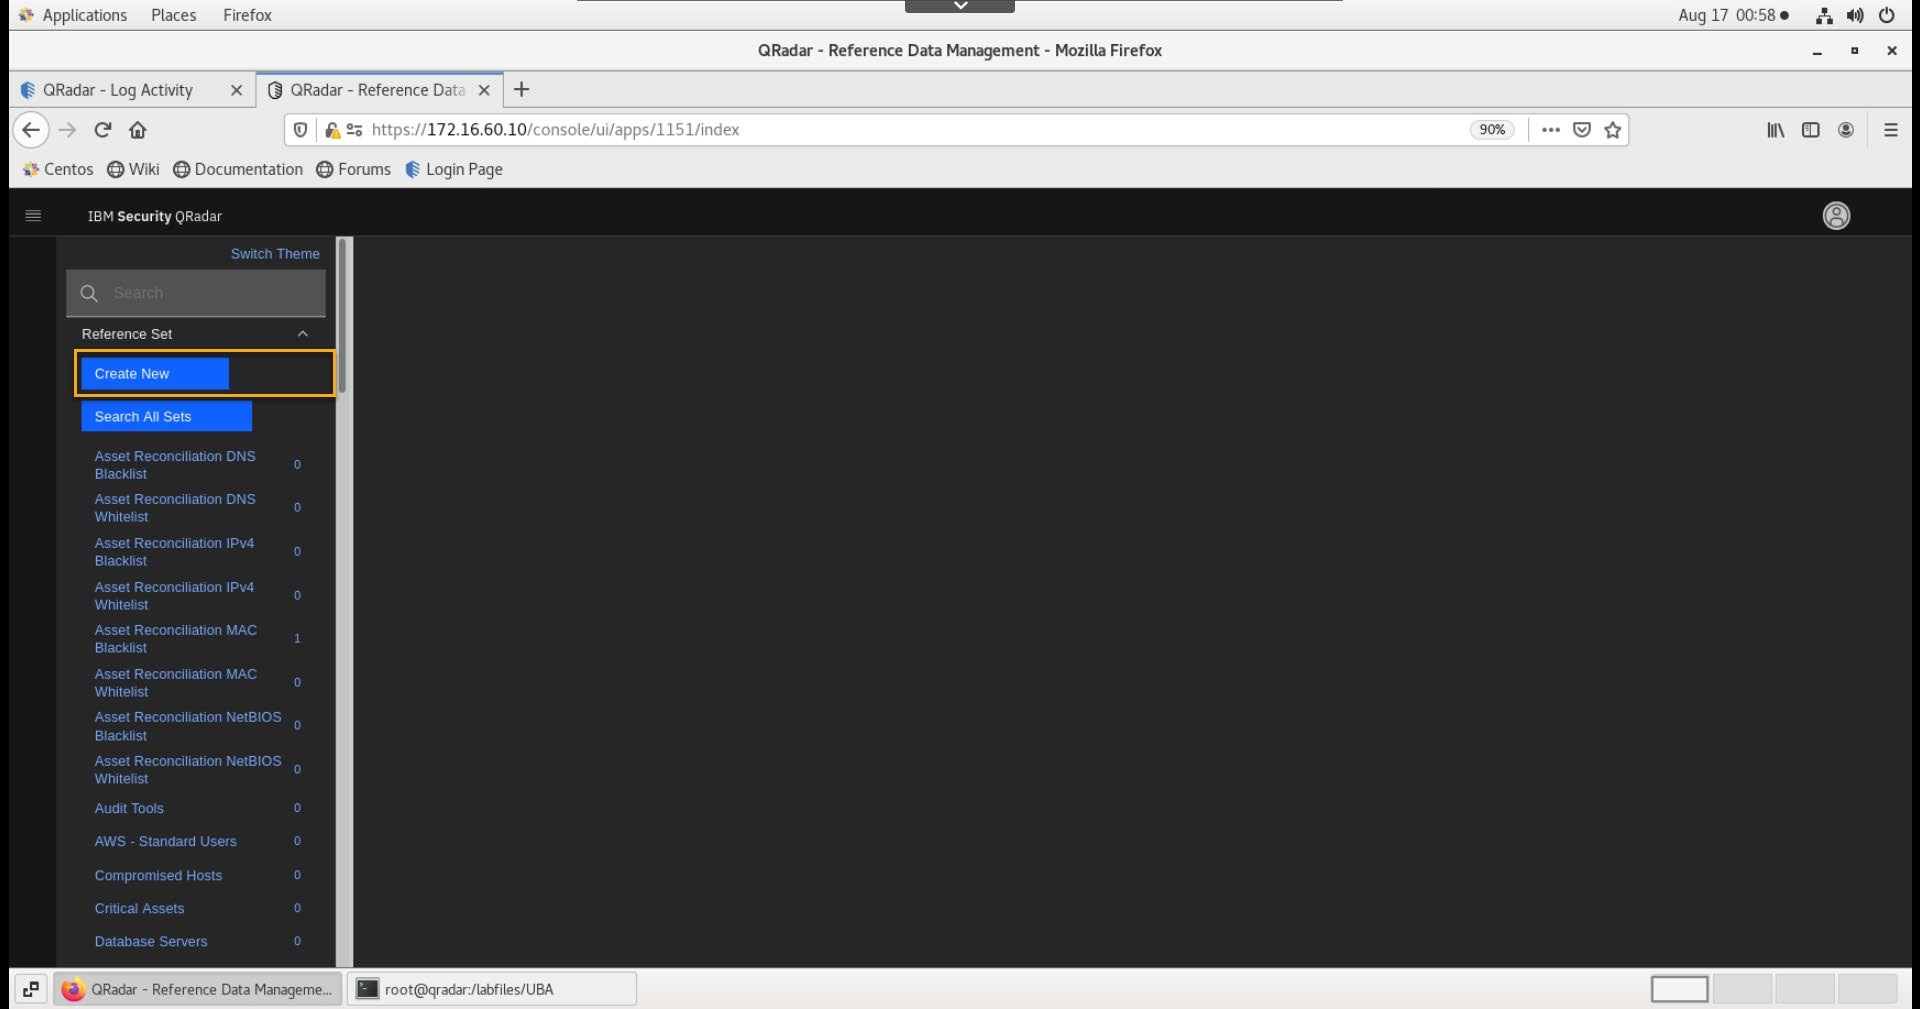 Applications Places Firefox Aug 17 00:58
QRadar - Reference Data Management - Mozilla Firefox
QRadar - Log Activity QRadar - Reference Data
https://172.16.60.10/console/ui/apps/1151/index 90%
Centos Wiki Documentation Forums Login Page
IBM Security QRadar
Switch Theme
Search
Reference Set
Create New
Search All Sets
Asset Reconciliation DNS
Blacklist 0
Asset Reconciliation DNS
Whitelist 0
Asset Reconciliation IPv4
Blacklist 0
Asset Reconciliation IPv4
Whitelist 0
Asset Reconciliation MAC
Blacklist 1
Asset Reconciliation MAC
Whitelist 0
Asset Reconciliation NetBIOS
Blacklist 0
Asset Reconciliation NetBIOS
Whitelist 0
Audit Tools 0
AWS - Standard Users 0
Compromised Hosts 0
Critical Assets 0
Database Servers 0
QRadar - Reference Data Manageme... root@qradar:/labfiles/UBA